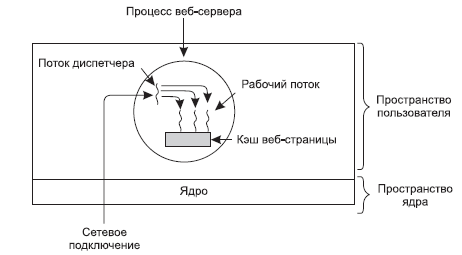 Процесс веб-сервера
Поток диспетчера
Рабочий поток
Пространство
пользователя
Кэш веб-страницы
Ядро
Пространство
ядра
Сетевое
подключение